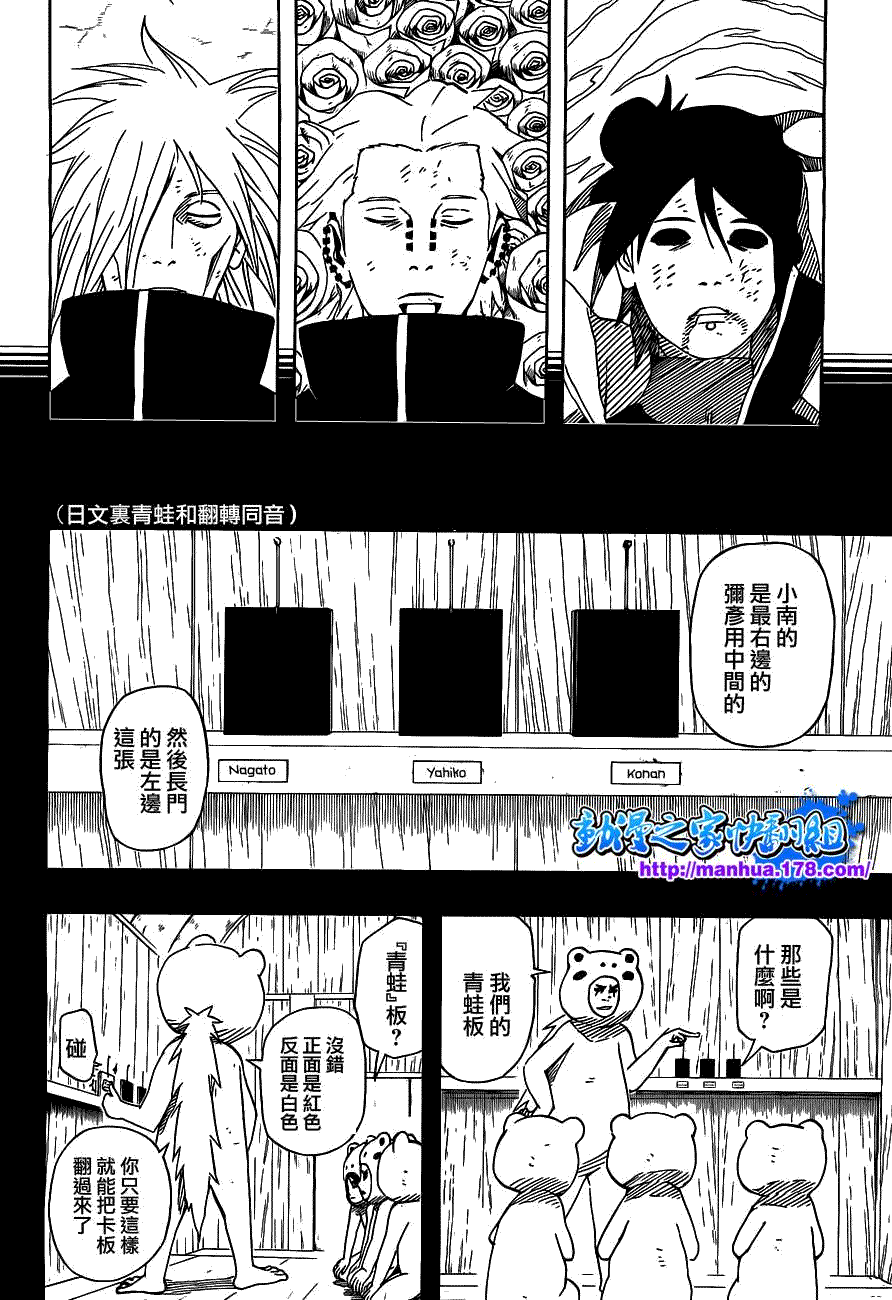 （日文裏青蛙和翻轉同音）
小南的
是最右邊的
彌彥用中間的
然後長門
的是左邊
這張
Nagato
Yahiko
Konan
動漫之家快翻組
http://manhua.178.com/
那些是
什麼啊?
我們的
青蛙板
『青蛙』板?
沒錯
正面是紅色
反面是白色
碰
你只要這樣
就能把卡板
翻過來了